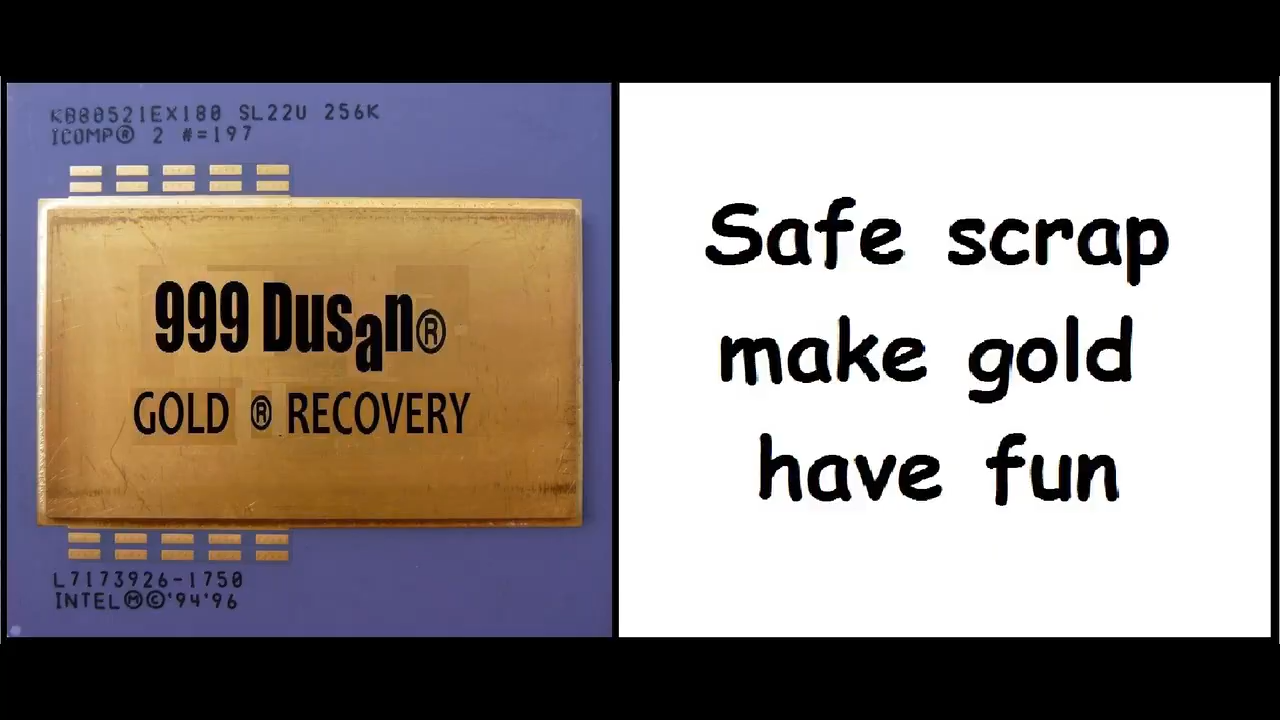 KB80521EX180 SL22U 256K
ICOMP® 2 #=197
999 Dusan®
GOLD ® RECOVERY
L7173926-1750
INTELⓂ©'94'96
Safe scrap
make gold
have fun